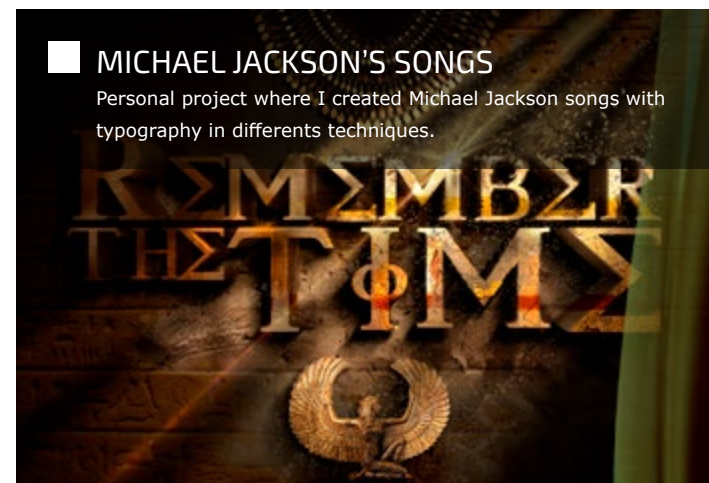 MICHAEL JACKSON'S SONGS
Personal project where I created Michael Jackson songs with
typography in differents techniques.
REMEMBER
THE TIME